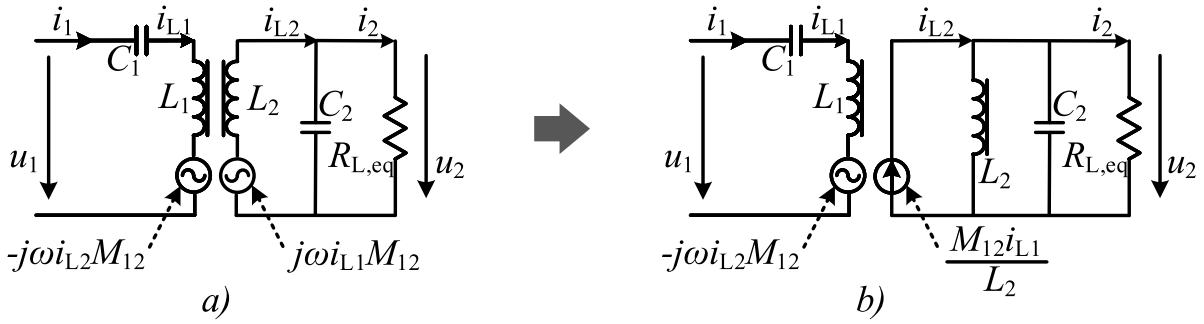 i1 iL1 iL2 i2
C1
L1 L2 C2
RL,eq
u1 u2
-jωiL2M12 jωiL1M12
a)
i1 iL1 iL2 i2
C1
L1 C2
RL,eq
u1 L2 u2
-jωiL2M12 M12iL1
L2
b)